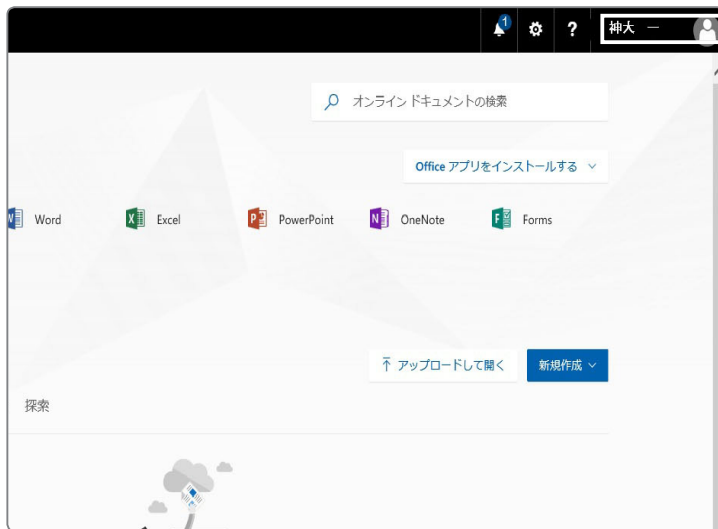 1
?
神大 一
オンライン ドキュメントの検索
Office アプリをインストールする
Word
Excel
PowerPoint
OneNote
Forms
アップロードして開く
新規作成
探索